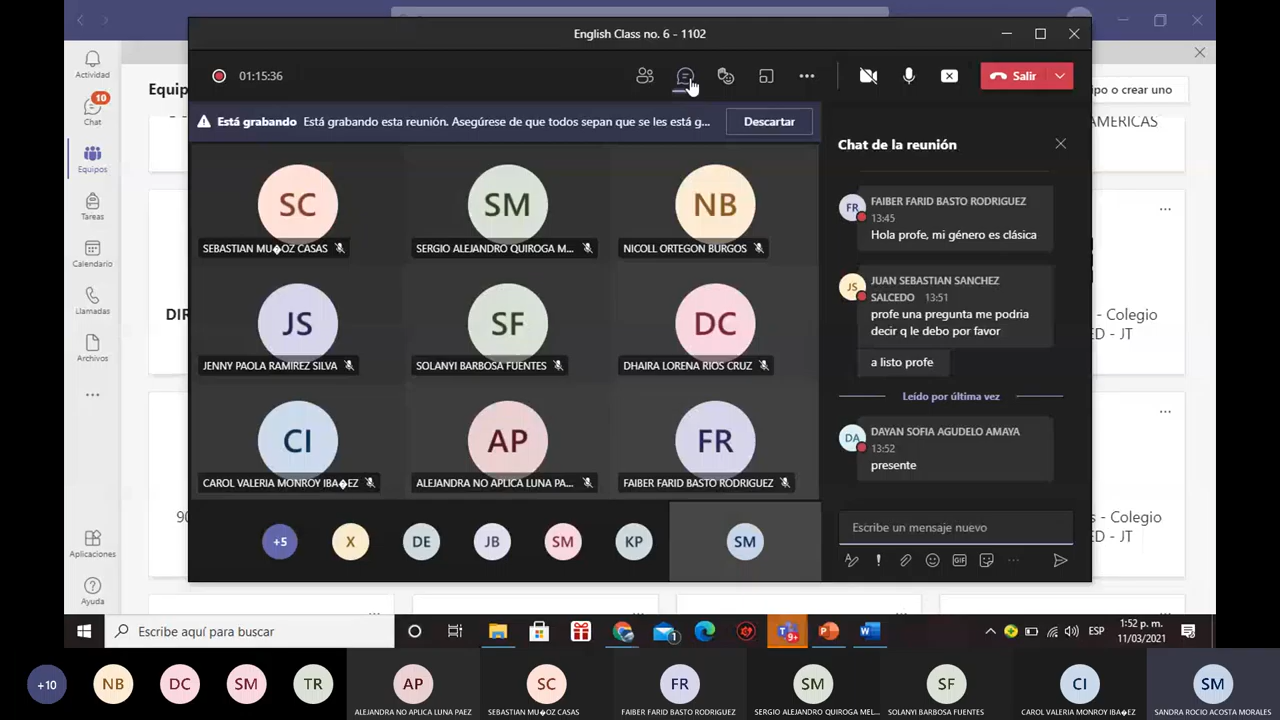 English Class no. 6 - 1102
Actividad
10
Chat
Equipos
Tareas
Calendario
Llamadas
Archivos
Aplicaciones
Ayuda
Equip
ipo o crear uno
AMERICAS
DIR
- Colegio
ED - JT
90
s - Colegio
ED - JT
01:15:36
Salir
Está grabando Está grabando esta reunión. Asegúrese de que todos sepan que se les está g...
Descartar
SC
SEBASTIAN MU�OZ CASAS
SM
SERGIO ALEJANDRO QUIROGA M...
NB
NICOLL ORTEGON BURGOS
JS
JENNY PAOLA RAMIREZ SILVA
SF
SOLANYI BARBOSA FUENTES
DC
DHAIRA LORENA RIOS CRUZ
CI
CAROL VALERIA MONROY IBA�EZ
AP
ALEJANDRA NO APLICA LUNA PA...
FR
FAIBER FARID BASTO RODRIGUEZ
+5
X
DE
JB
SM
KP
SM
Chat de la reunión
FR
FAIBER FARID BASTO RODRIGUEZ
13:45
Hola profe, mi género es clásica
JS
JUAN SEBASTIAN SANCHEZ
SALCEDO 13:51
profe una pregunta me podria
decir q le debo por favor
a listo profe
Leído por última vez
DA
DAYAN SOFIA AGUDELO AMAYA
13:52
presente
Escribe un mensaje nuevo
GIF
Escribe aquí para buscar
1
9+
ESP
1:52 p. m.
11/03/2021
+10
NB
DC
SM
TR
AP
ALEJANDRA NO APLICA LUNA PAEZ
SC
SEBASTIAN MU�OZ CASAS
FR
FAIBER FARID BASTO RODRIGUEZ
SM
SERGIO ALEJANDRO QUIROGA MEL...
SF
SOLANYI BARBOSA FUENTES
CI
CAROL VALERIA MONROY IBA�EZ
SM
SANDRA ROCIO ACOSTA MORALES